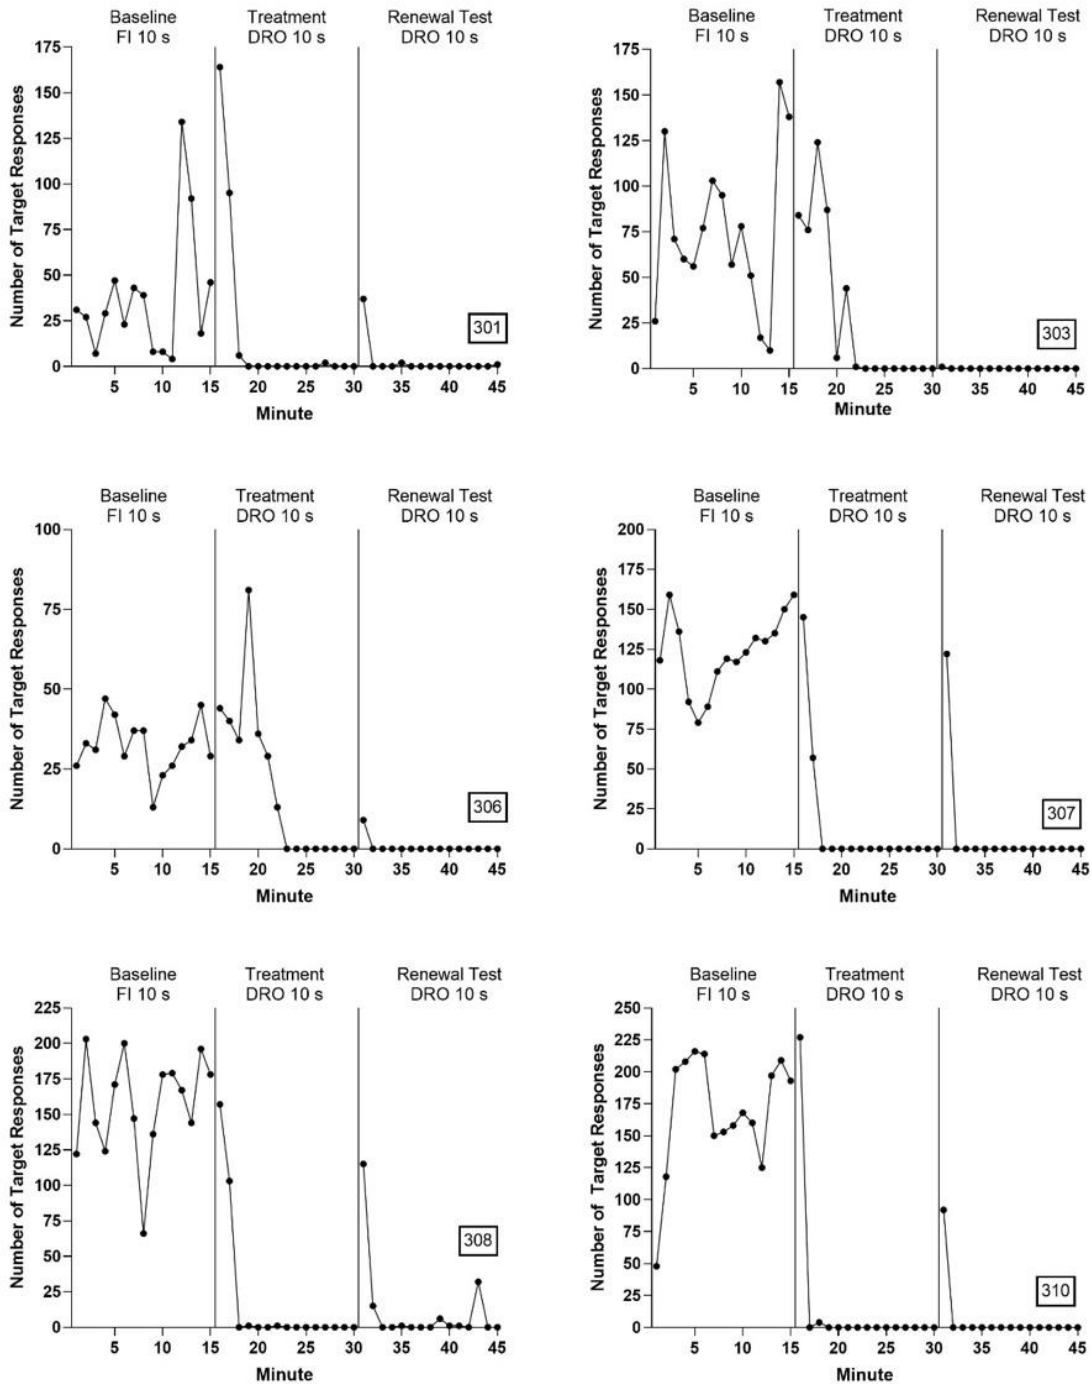 Baseline Treatment Renewal Test
FI 10 s DRO 10 s DRO 10 s
Number of Target Responses
175
150
125
100
75
50
25
0
301
5 10 15 20 25 30 35 40 45
Minute
Baseline Treatment Renewal Test
FI 10 s DRO 10 s DRO 10 s
Number of Target Responses
175
150
125
100
75
50
25
0
303
5 10 15 20 25 30 35 40 45
Minute
Baseline Treatment Renewal Test
FI 10 s DRO 10 s DRO 10 s
Number of Target Responses
100
75
50
25
0
306
5 10 15 20 25 30 35 40 45
Minute
Baseline Treatment Renewal Test
FI 10 s DRO 10 s DRO 10 s
Number of Target Responses
200
175
150
125
100
75
50
25
0
307
5 10 15 20 25 30 35 40 45
Minute
Baseline Treatment Renewal Test
FI 10 s DRO 10 s DRO 10 s
Number of Target Responses
225
200
175
150
125
100
75
50
25
0
308
5 10 15 20 25 30 35 40 45
Minute
Baseline Treatment Renewal Test
FI 10 s DRO 10 s DRO 10 s
Number of Target Responses
250
225
200
175
150
125
100
75
50
25
0
310
5 10 15 20 25 30 35 40 45
Minute